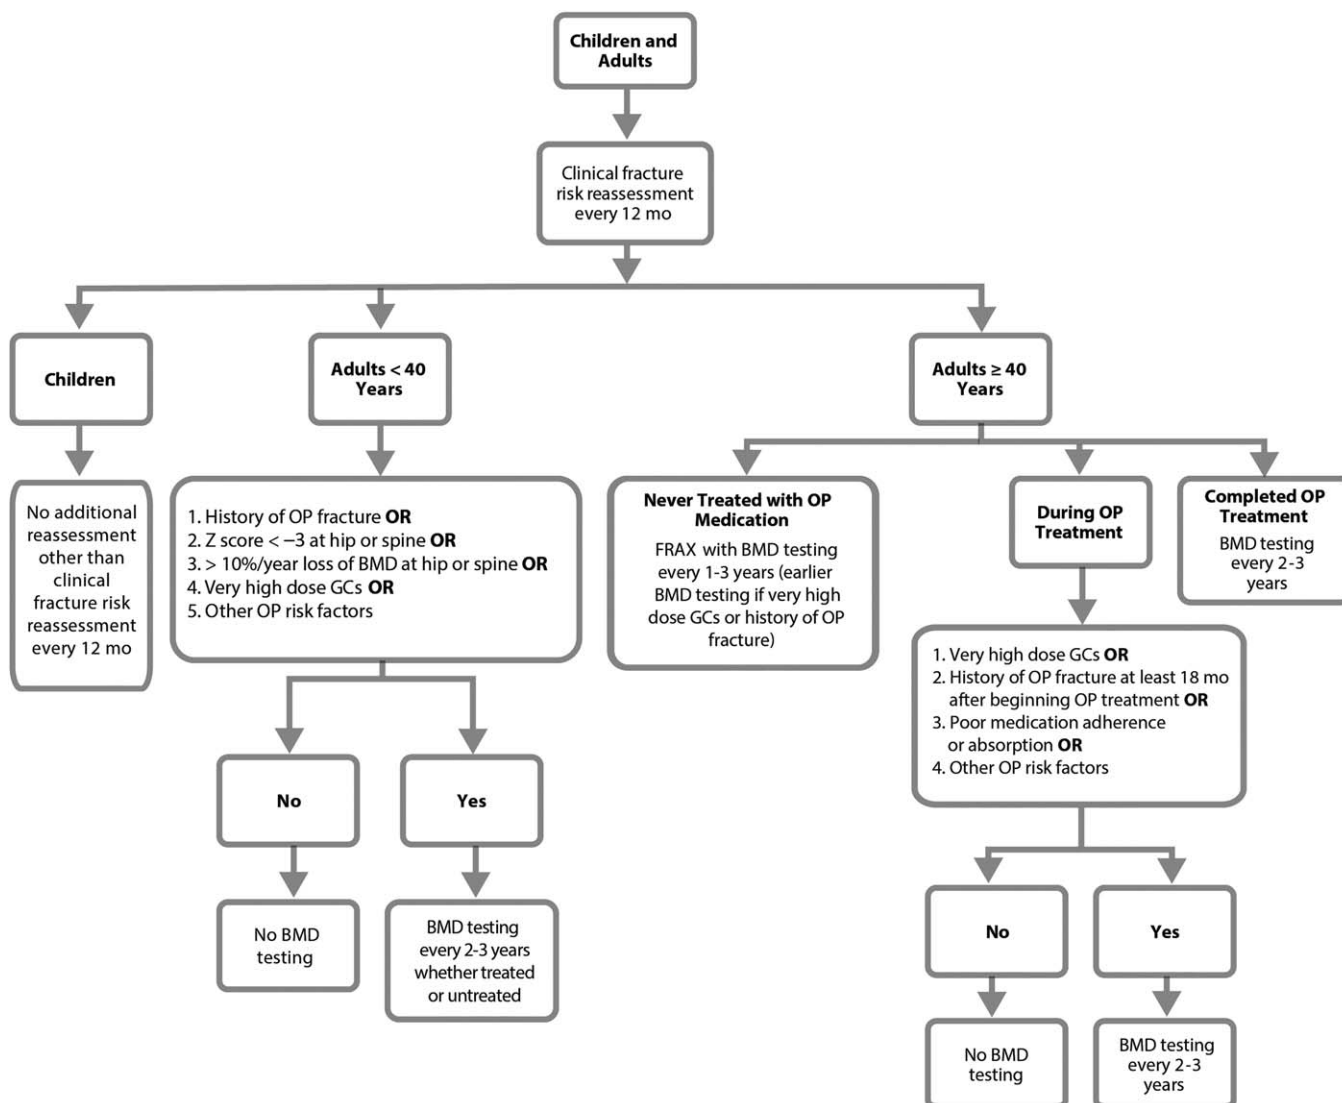 Children and
Adults
Clinical fracture
risk reassessment
every 12 mo
Children
Adults < 40
Years
Adults ≥ 40
Years
No additional
reassessment
other than
clinical
fracture risk
reassessment
every 12 mo
1. History of OP fracture OR
2. Z score < −3 at hip or spine OR
3. > 10%/year loss of BMD at hip or spine OR
4. Very high dose GCs OR
5. Other OP risk factors
No
Yes
No BMD
testing
BMD testing
every 2-3 years
whether treated
or untreated
Never Treated with OP
Medication
FRAX with BMD testing
every 1-3 years (earlier
BMD testing if very high
dose GCs or history of OP
fracture)
During OP
Treatment
Completed OP
Treatment
BMD testing
every 2-3
years
1. Very high dose GCs OR
2. History of OP fracture at least 18 mo
after beginning OP treatment OR
3. Poor medication adherence
or absorption OR
4. Other OP risk factors
No
Yes
No BMD
testing
BMD testing
every 2-3
years